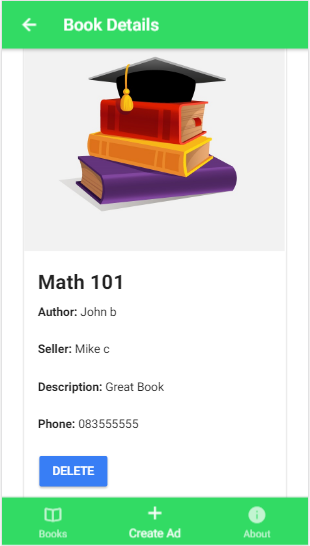 Book Details
Math 101
Author: John b
Seller: Mike c
Description: Great Book
Phone: 083555555
DELETE
Books
Create Ad
About